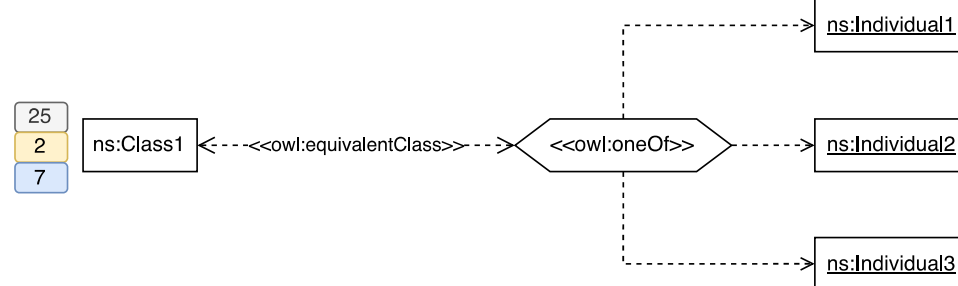 ns:Individual1
25
2
7
ns:Class1
<<owl:equivalentClass>>
<<owl:oneOf>>
ns:Individual2
ns:Individual3